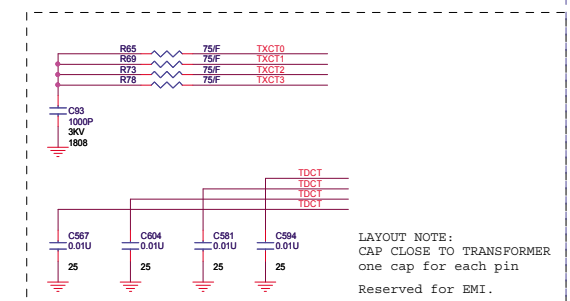 R65 75/F TXCT0
R69 75/F TXCT1
R73 75/F TXCT2
R78 75/F TXCT3
C93
1000P
3KV
1808
TDCT
TDCT
TDCT
TDCT
C567 C604 C581 C594
0.01U 0.01U 0.01U 0.01U
25 25 25 25
LAYOUT NOTE:
CAP CLOSE TO TRANSFORMER
one cap for each pin
Reserved for EMI.